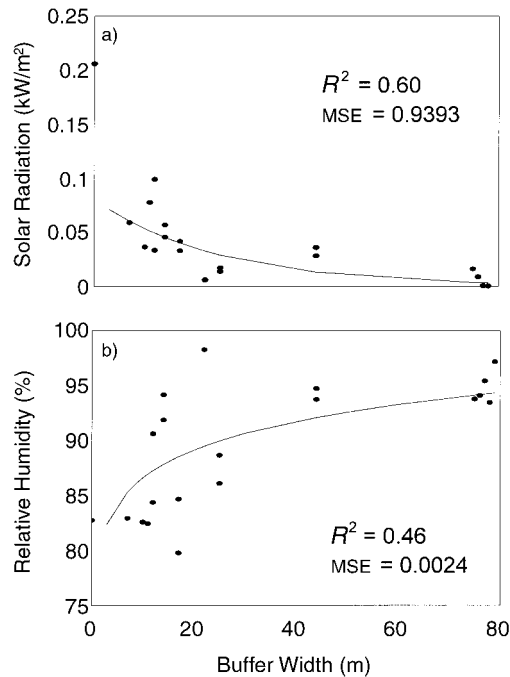 a)
0.25
0.2
0.15
0.1
0.05
0
Solar Radiation (kW/m²)
R² = 0.60
MSE = 0.9393
b)
100
95
90
85
80
75
Relative Humidity (%)
R² = 0.46
MSE = 0.0024
0 20 40 60 80
Buffer Width (m)